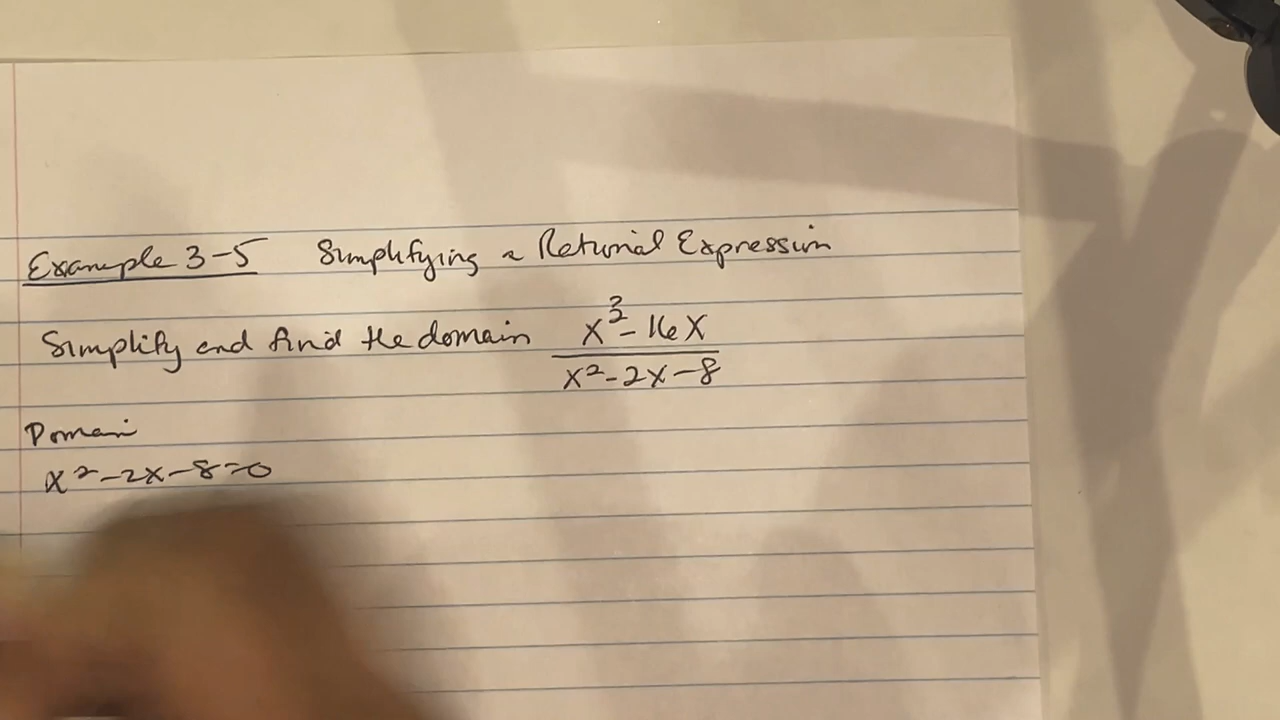 Example 3-5 Simplifying a Rational Expression
Simplify and find the domain x³-16x / x²-2x-8
Domain
x²-2x-8=0